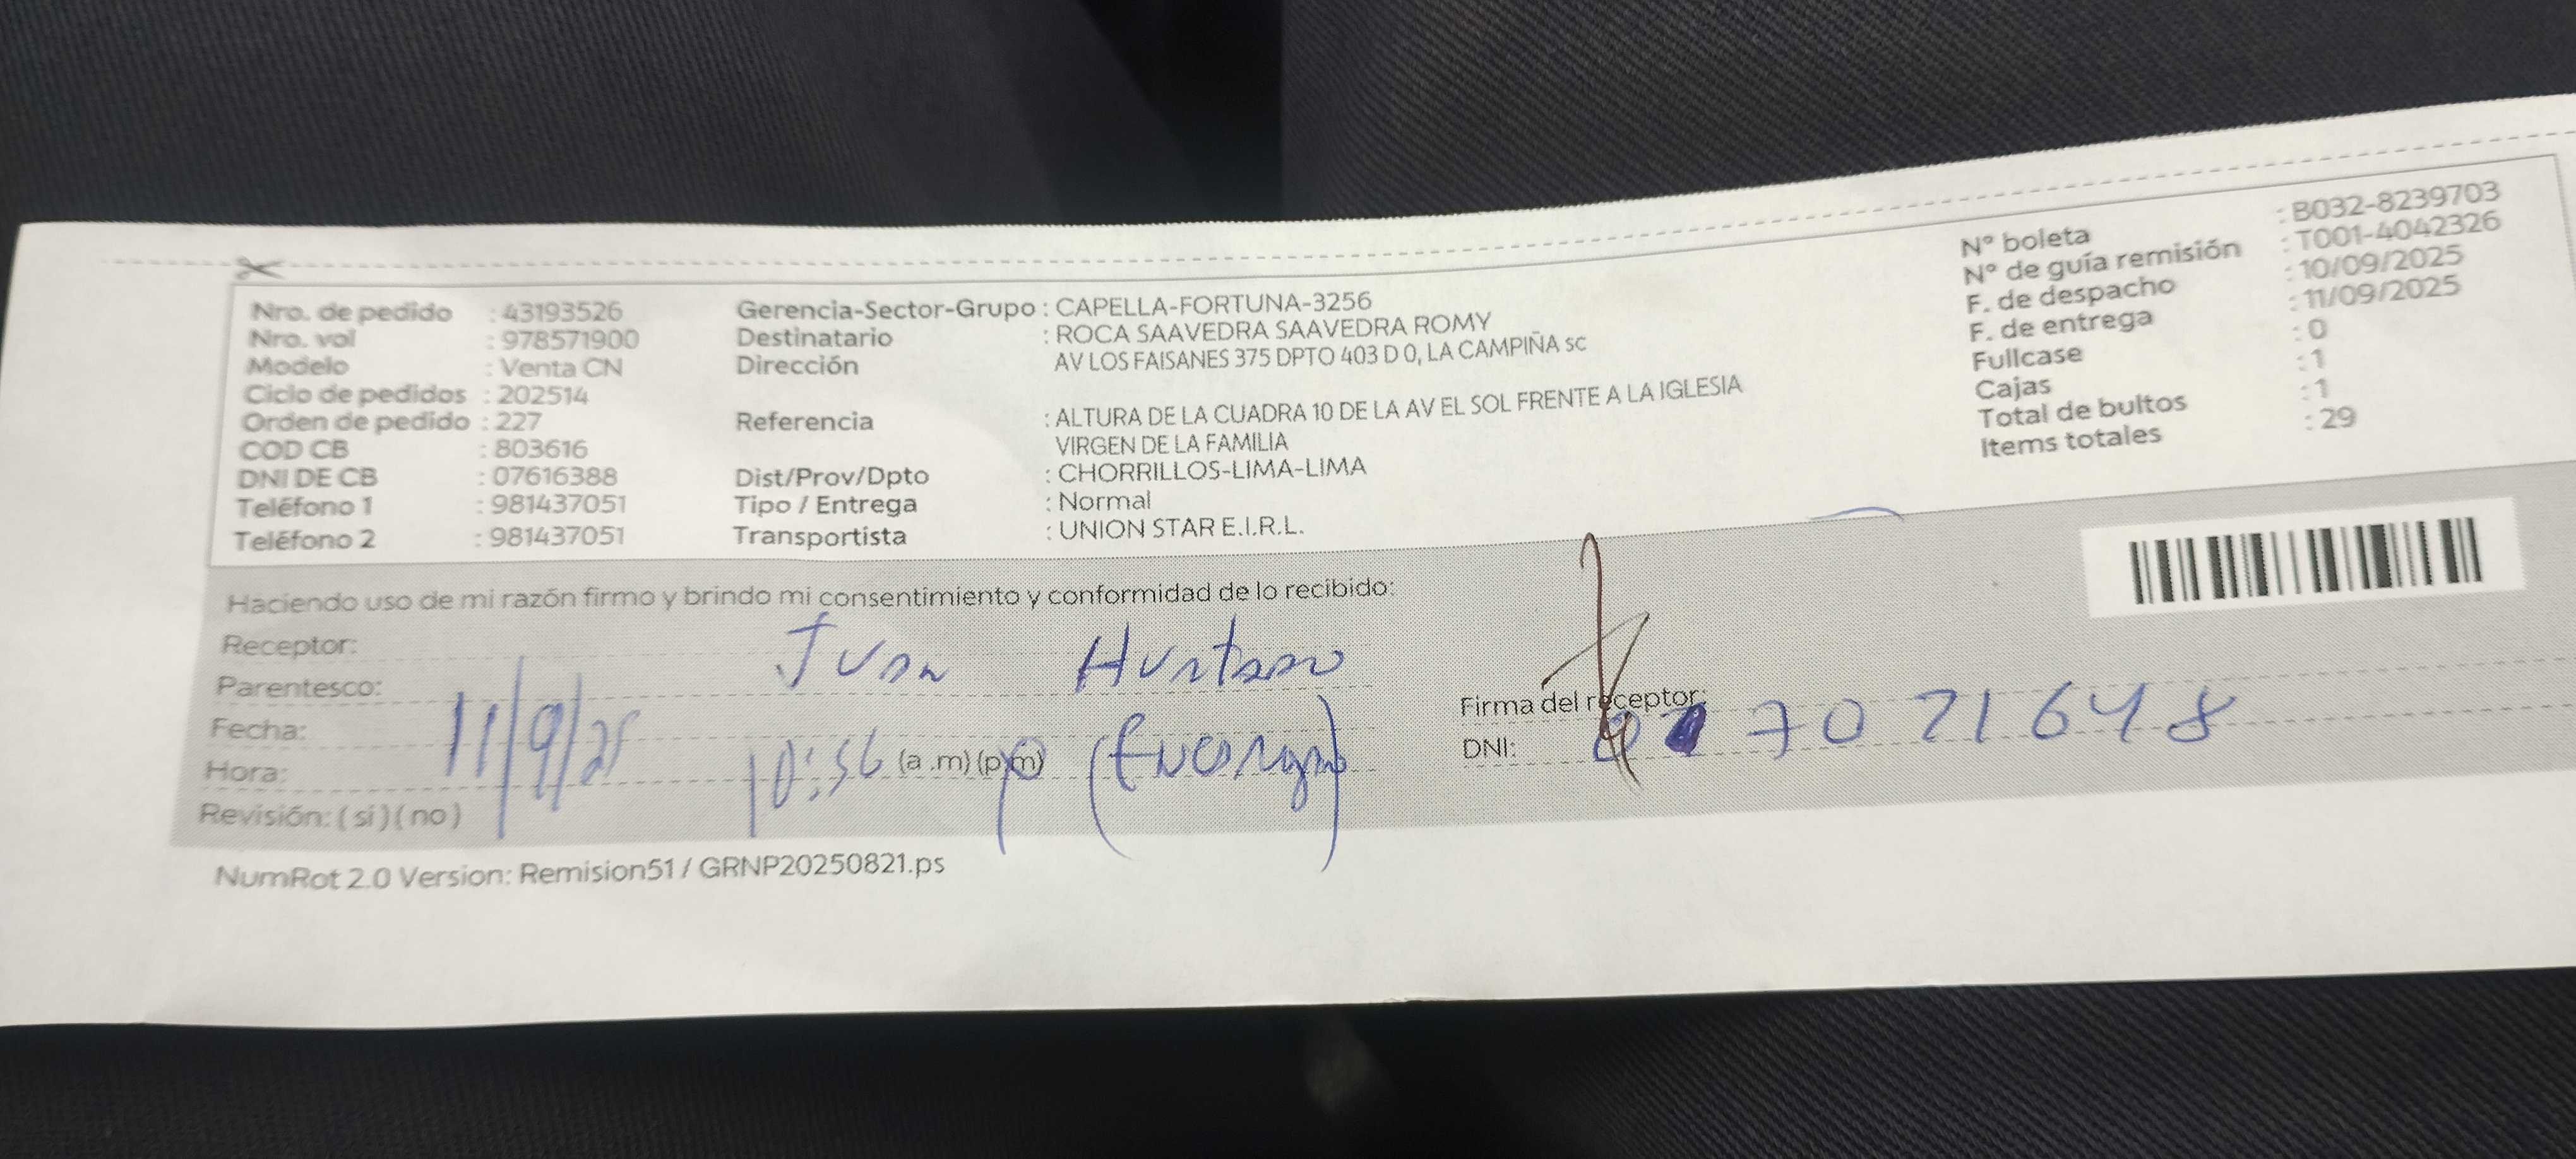 Nro. de pedido : 43193526
Nro. vol : 978571900
Modelo : Venta CN
Ciclo de pedidos : 202514
Orden de pedido : 227
COD CB : 803616
DNI DE CB : 07616388
Teléfono 1 : 981437051
Teléfono 2 : 981437051
Gerencia-Sector-Grupo : CAPELLA-FORTUNA-3256
Destinatario : ROCA SAAVEDRA SAAVEDRA ROMY
Dirección AV LOS FAISANES 375 DPTO 403 D 0, LA CAMPIÑA sc
Referencia : ALTURA DE LA CUADRA 10 DE LA AV EL SOL FRENTE A LA IGLESIA
VIRGEN DE LA FAMILIA
Dist/Prov/Dpto : CHORRILLOS-LIMA-LIMA
Tipo / Entrega : Normal
Transportista : UNION STAR E.I.R.L.
N° boleta : B032-8239703
N° de guía remisión : T001-4042326
F. de despacho : 10/09/2025
F. de entrega : 11/09/2025
Fullcase : 0
Cajas : 1
Total de bultos : 1
Items totales : 29
Haciendo uso de mi razón firmo y brindo mi consentimiento y conformidad de lo recibido:
Receptor: Juan Hurtado
Parentesco:
Fecha: 11/9/25
Hora: 10:56 (a .m) (p.m)
Revisión: ( si ) ( no )
Firma del receptor:
DNI: 7021648
NumRot 2.0 Version: Remision51 / GRNP20250821.ps